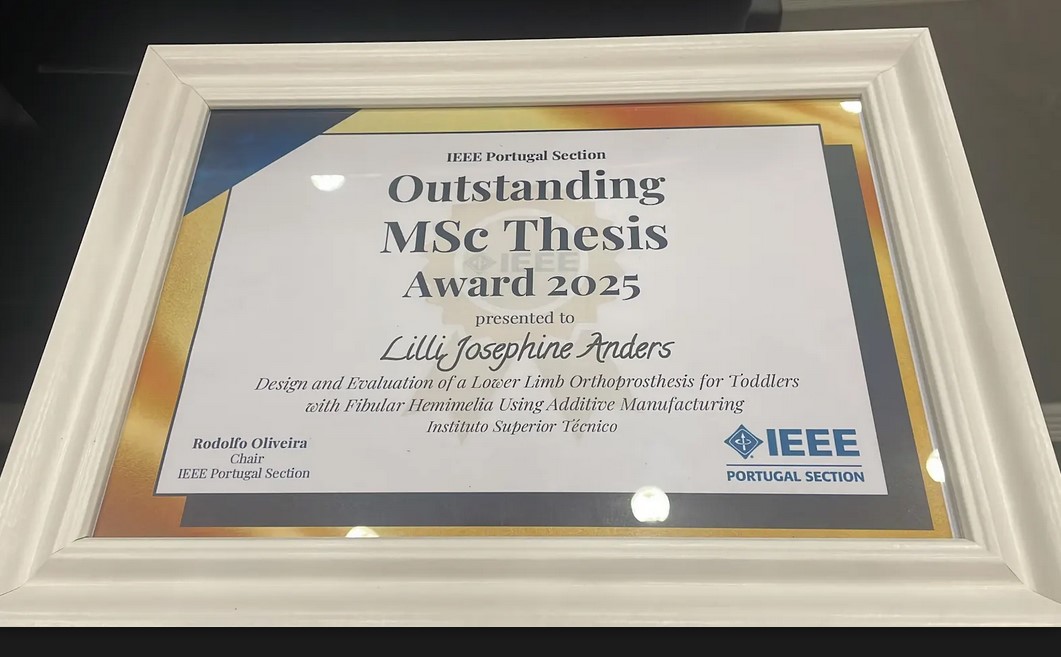 IEEE Portugal Section
Outstanding
MSc Thesis
Award 2025
presented to
Lilli Josephine Anders
Design and Evaluation of a Lower Limb Orthoprosthesis for Toddlers
with Fibular Hemimelia Using Additive Manufacturing
Instituto Superior Técnico
Rodolfo Oliveira
Chair
IEEE Portugal Section
IEEE
PORTUGAL SECTION
IEEE